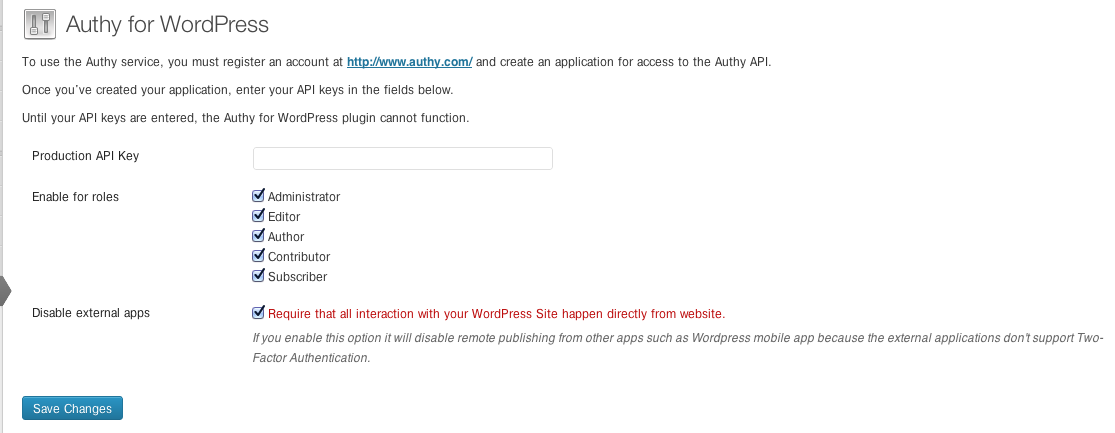 Authy for WordPress
To use the Authy service, you must register an account at http://www.authy.com/ and create an application for access to the Authy API.
Once you've created your application, enter your API keys in the fields below.
Until your API keys are entered, the Authy for WordPress plugin cannot function.
Production API Key
Enable for roles
Administrator
Editor
Author
Contributor
Subscriber
Disable external apps
Require that all interaction with your WordPress Site happen directly from website.
If you enable this option it will disable remote publishing from other apps such as Wordpress mobile app because the external applications don't support Two-
Factor Authentication.
Save Changes